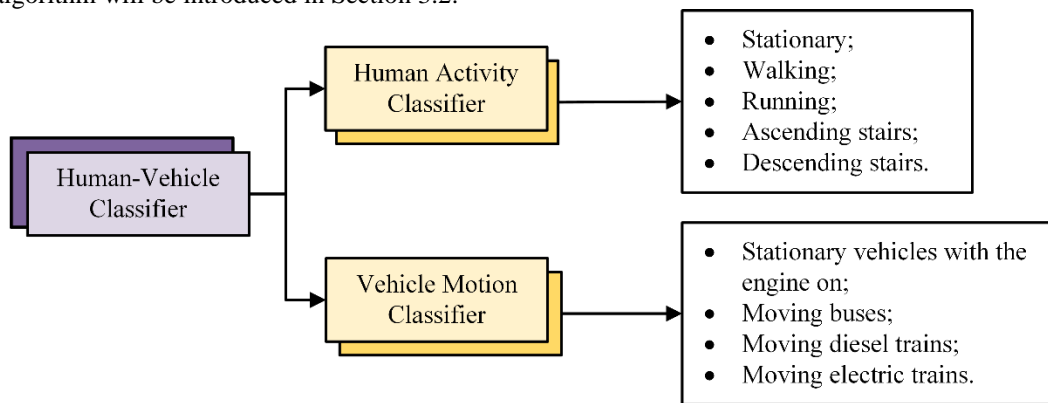 algorithm will be introduced in Section 3.2.
Human-Vehicle
Classifier
Human Activity
Classifier
• Stationary;
• Walking;
• Running;
• Ascending stairs;
• Descending stairs.
Vehicle Motion
Classifier
• Stationary vehicles with the
engine on;
• Moving buses;
• Moving diesel trains;
• Moving electric trains.